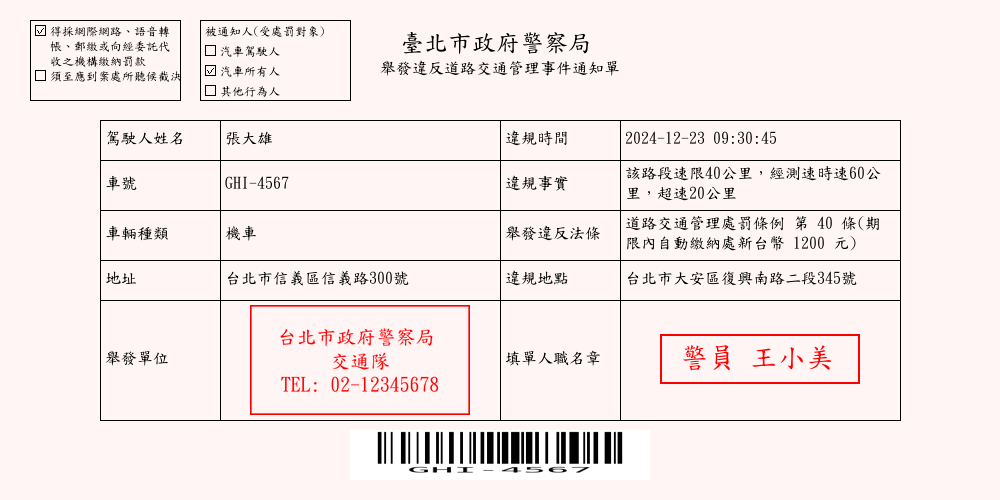 ☑ 得採網際網路、語音轉
帳、郵繳或向經委託代
收之機構繳納罰款
☐ 須至應到案處所聽候裁決
被通知人(受處罰對象)
☐ 汽車駕駛人
☑ 汽車所有人
☐ 其他行為人
臺北市政府警察局
舉發違反道路交通管理事件通知單
駕駛人姓名 張大雄 違規時間 2024-12-23 09:30:45
車號 GHI-4567 違規事實 該路段速限40公里，經測速時速60公
里，超速20公里
車輛種類 機車 舉發違反法條 道路交通管理處罰條例 第 40 條(期
限內自動繳納處新台幣 1200 元)
地址 台北市信義區信義路300號 違規地點 台北市大安區復興南路二段345號
舉發單位
台北市政府警察局
交通隊
TEL: 02-12345678
填單人職名章 警員 王小美
GHI-4567